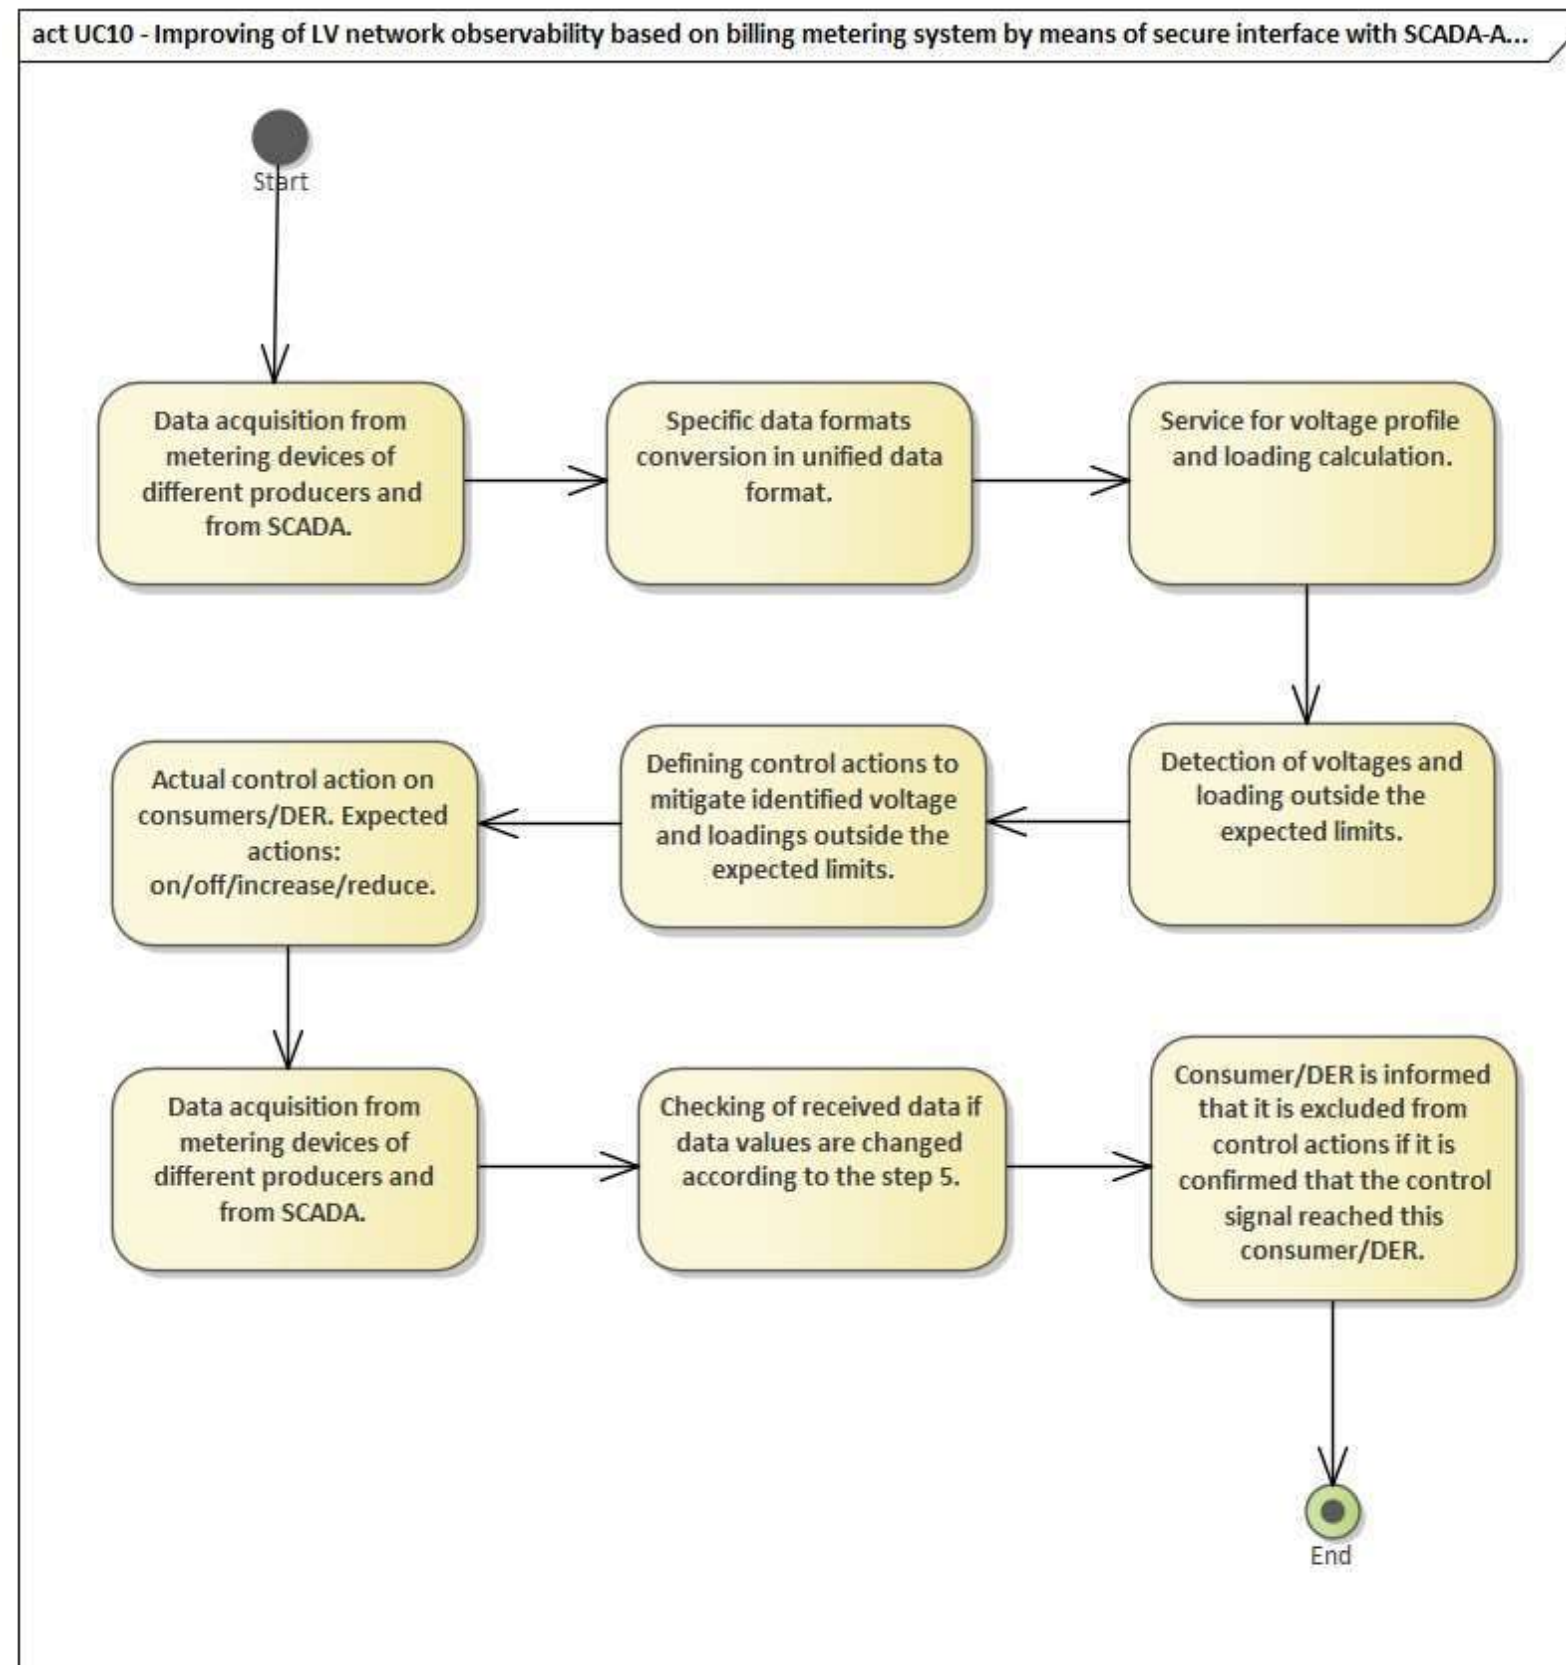 act UC10 - Improving of LV network observability based on billing metering system by means of secure interface with SCADA-A...
Start
Data acquisition from
metering devices of
different producers and
from SCADA.
Specific data formats
conversion in unified data
format.
Service for voltage profile
and loading calculation.
Detection of voltages and
loading outside the
expected limits.
Defining control actions to
mitigate identified voltage
and loadings outside the
expected limits.
Actual control action on
consumers/DER. Expected
actions:
on/off/increase/reduce.
Data acquisition from
metering devices of
different producers and
from SCADA.
Checking of received data if
data values are changed
according to the step 5.
Consumer/DER is informed
that it is excluded from
control actions if it is
confirmed that the control
signal reached this
consumer/DER.
End